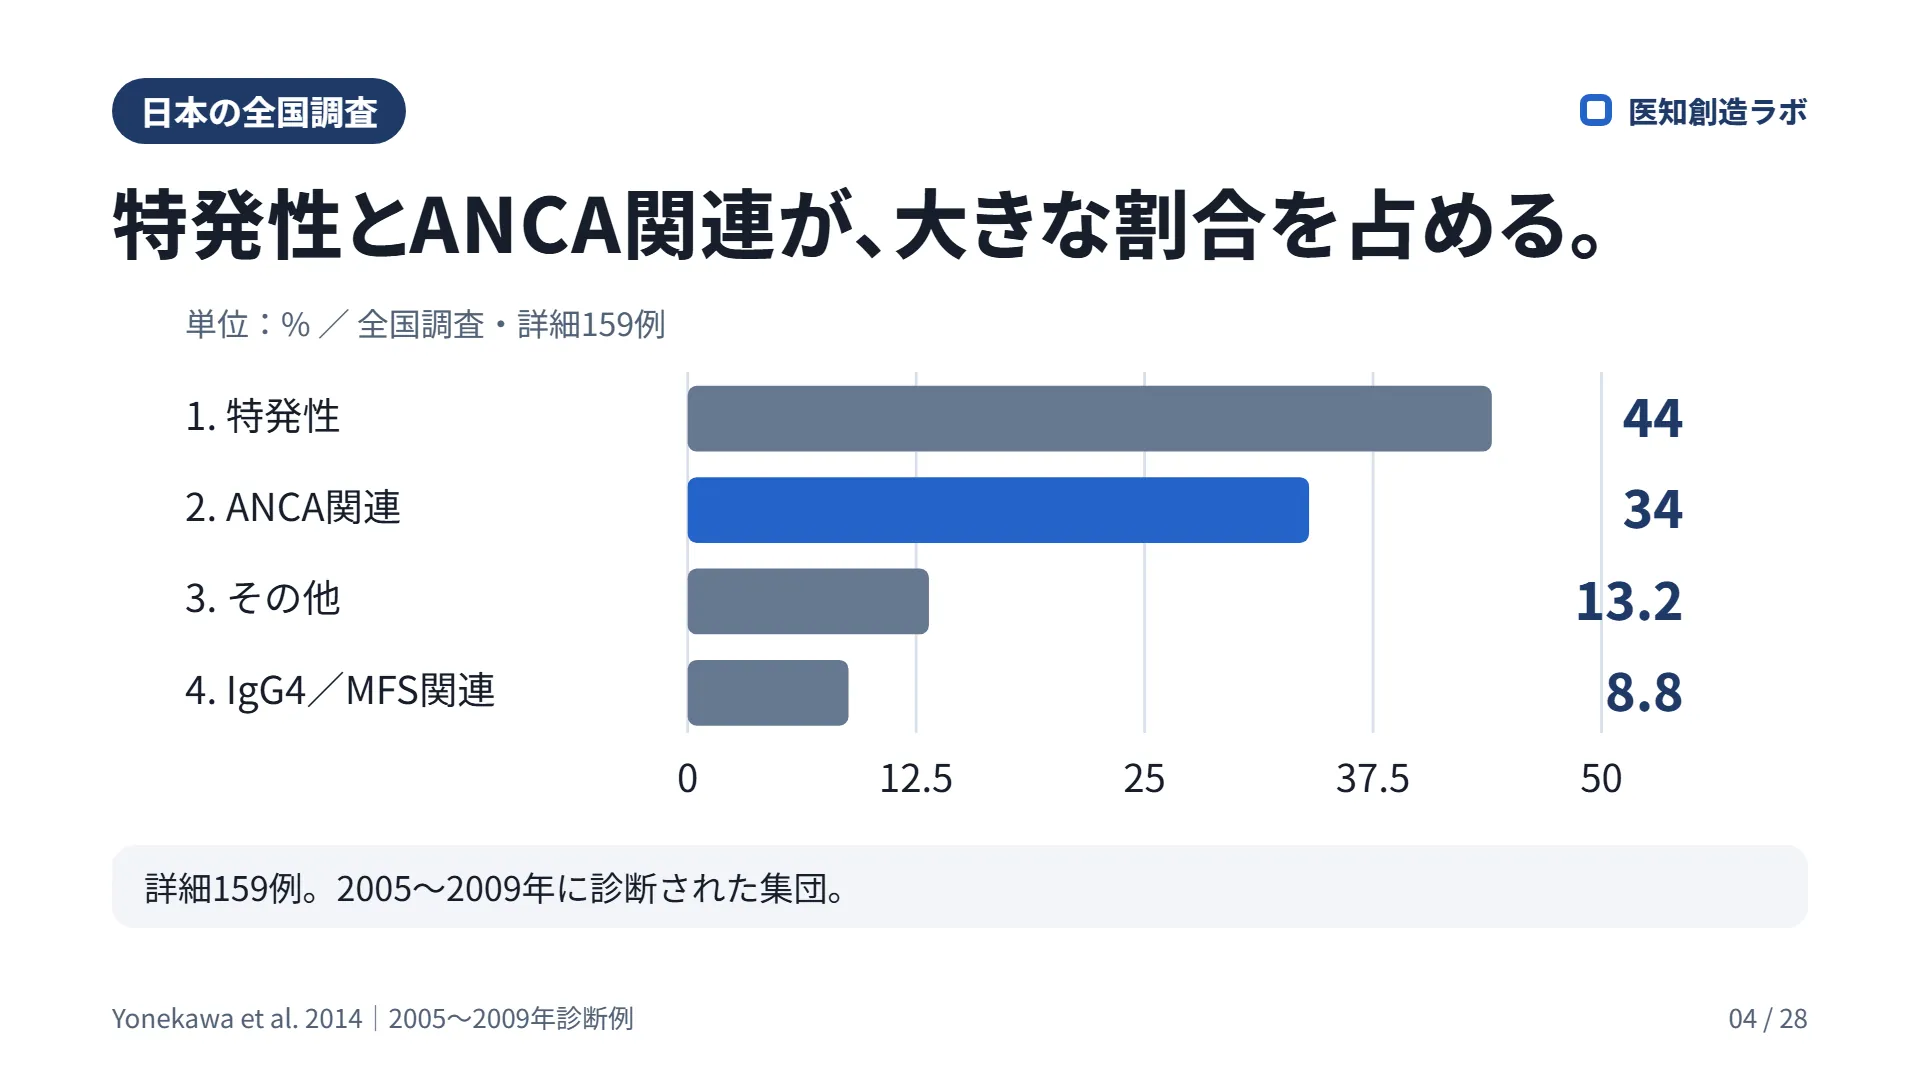 日本の全国調査
医知創造ラボ
特発性とANCA関連が、大きな割合を占める。
単位：% ／ 全国調査・詳細159例
1. 特発性
44
2. ANCA関連
34
3. その他
13.2
4. IgG4／MFS関連
8.8
0 12.5 25 37.5 50
詳細159例。2005〜2009年に診断された集団。
Yonekawa et al. 2014｜2005〜2009年診断例
04 / 28